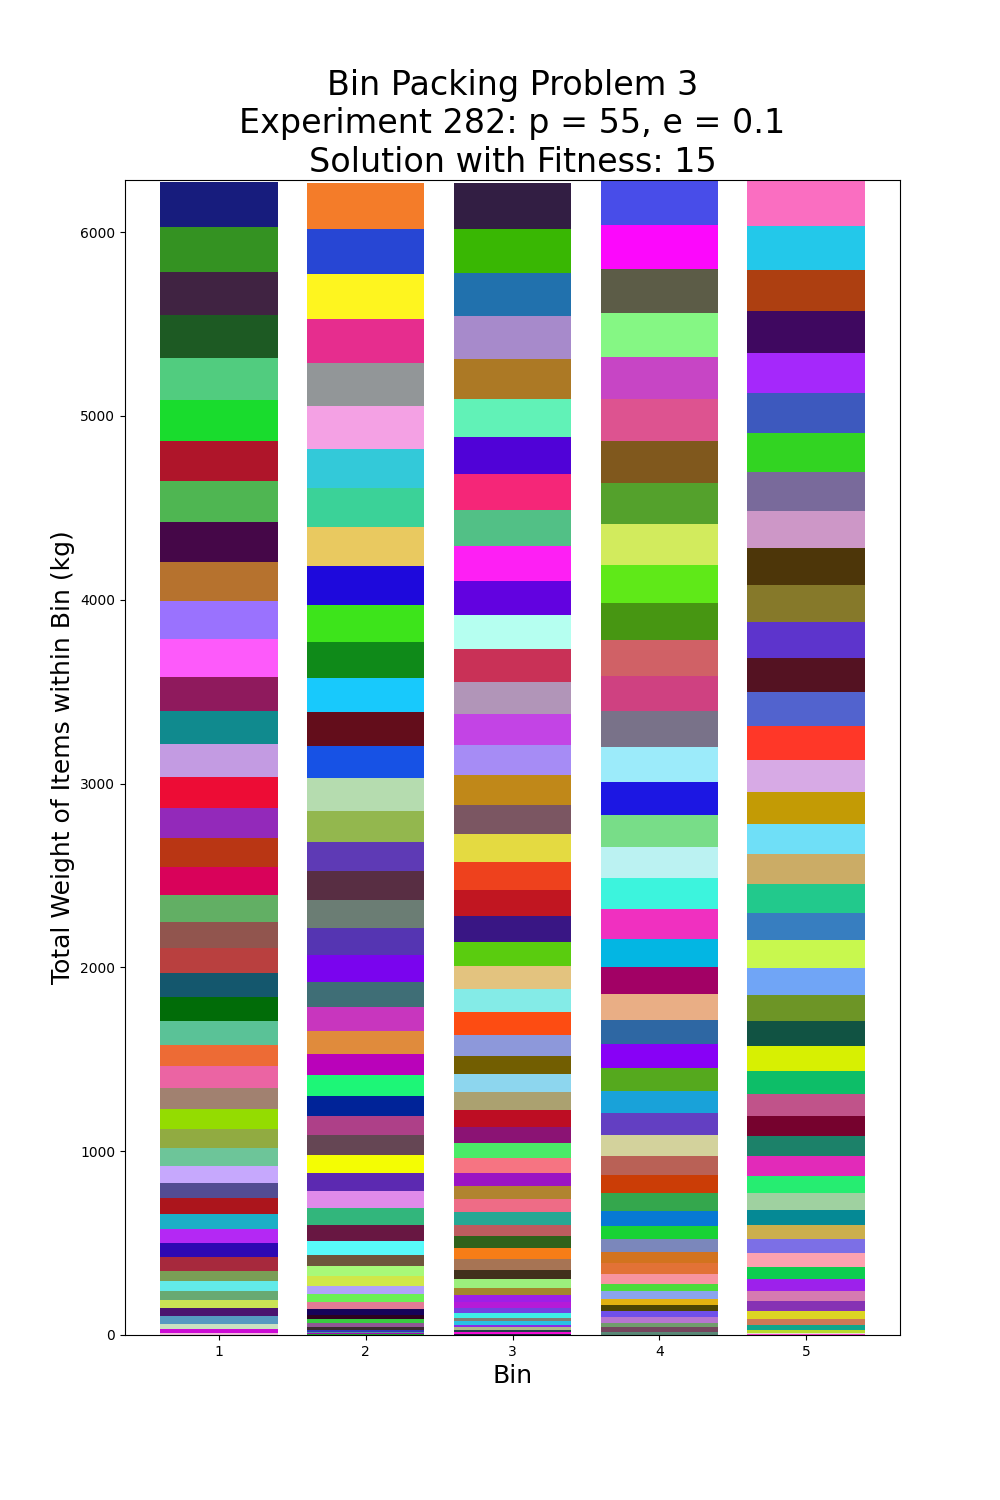 Bin Packing Problem 3
Experiment 282: p = 55, e = 0.1
Solution with Fitness: 15
Total Weight of Items within Bin (kg)
6000
5000
4000
3000
2000
1000
0
1 2 3 4 5
Bin